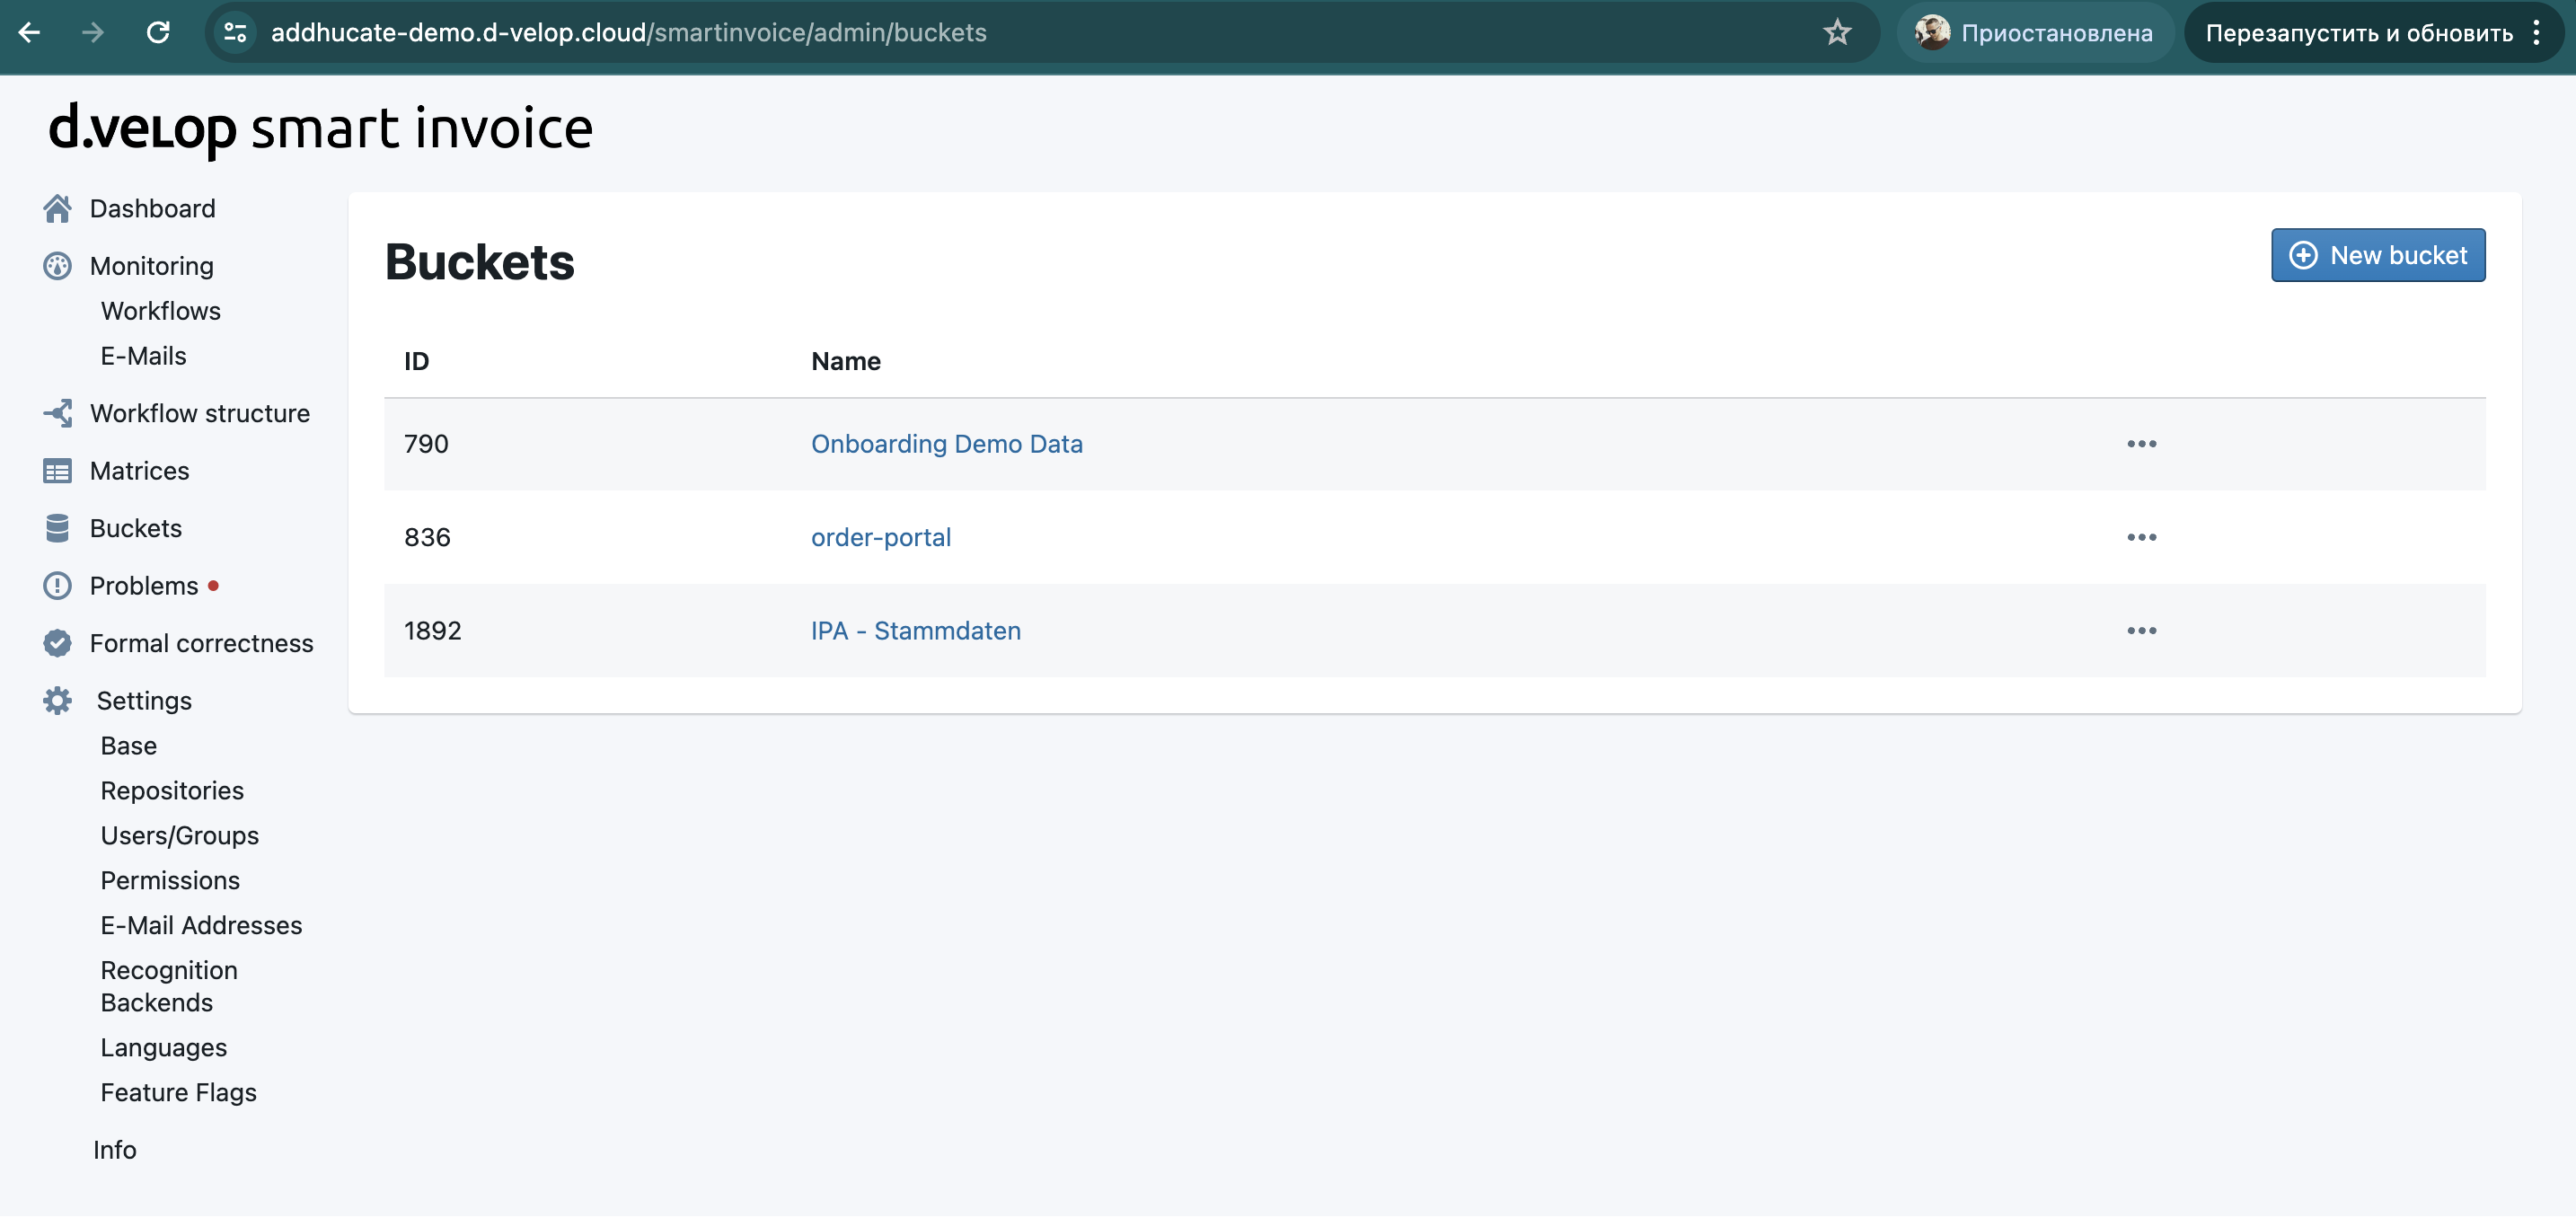 addhucate-demo.d-velop.cloud/smartinvoice/admin/buckets
Приостановлена
Перезапустить и обновить
d.velop smart invoice
Dashboard
Monitoring
Workflows
E-Mails
Workflow structure
Matrices
Buckets
Problems
Formal correctness
Settings
Base
Repositories
Users/Groups
Permissions
E-Mail Addresses
Recognition
Backends
Languages
Feature Flags
Info
Buckets
New bucket
ID Name
790 Onboarding Demo Data
836 order-portal
1892 IPA - Stammdaten